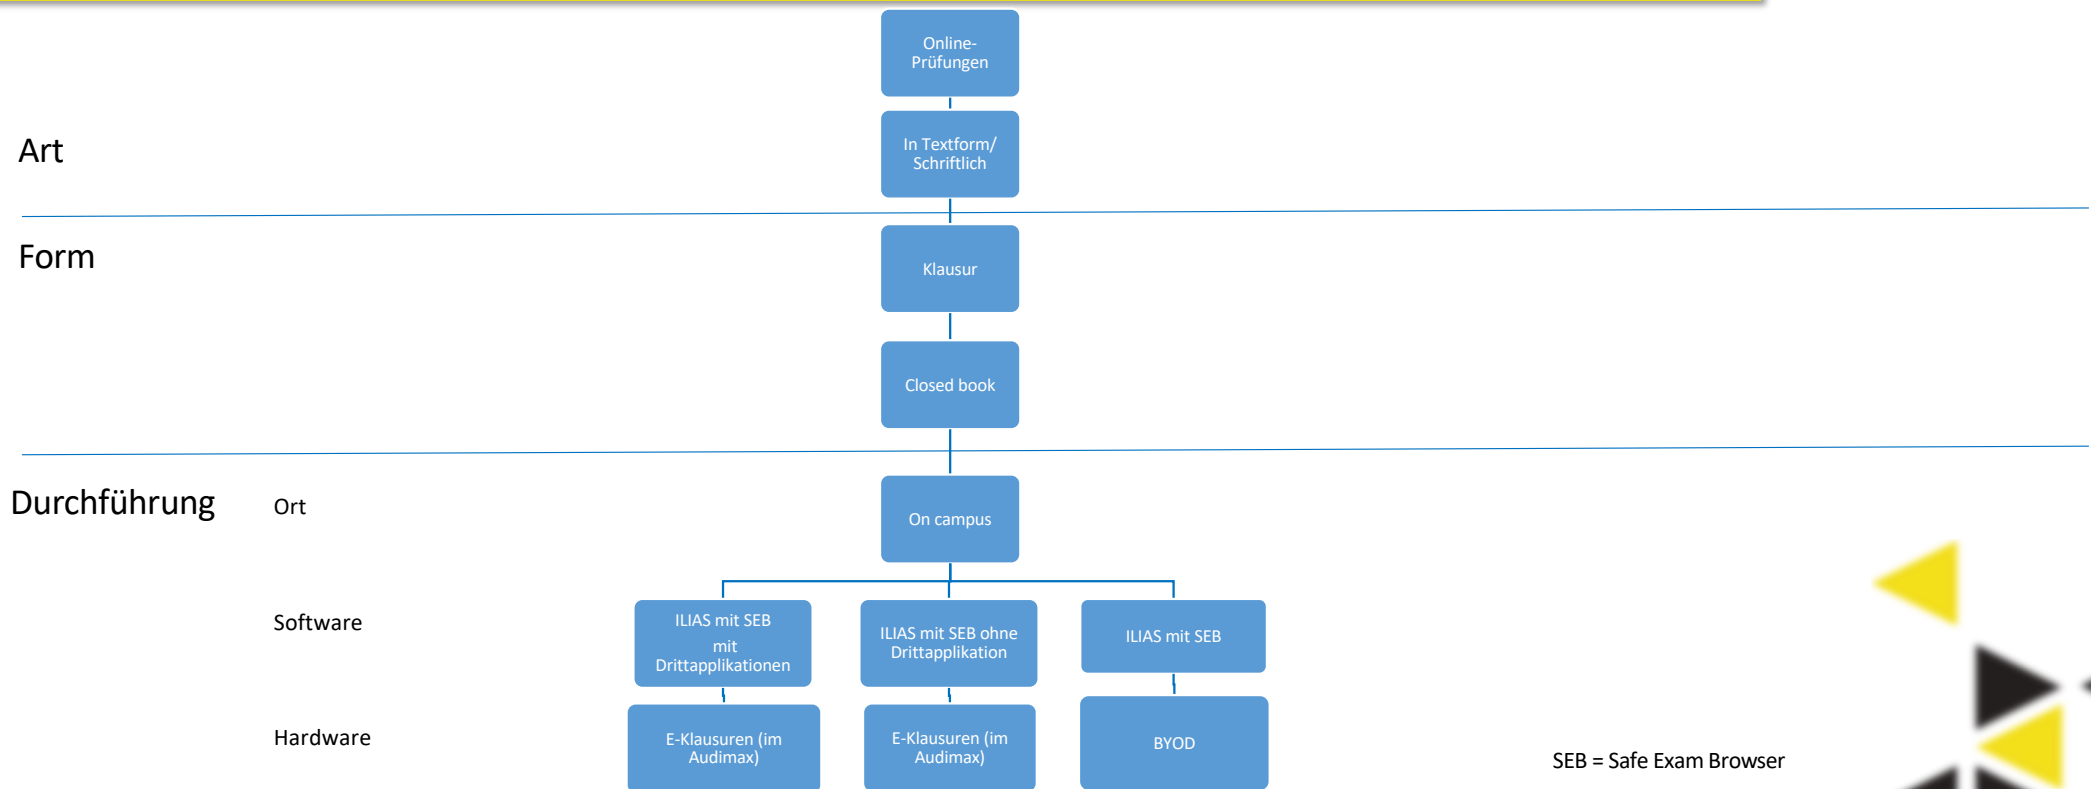 Online-
Prüfungen
Art
In Textform/
Schriftlich
Form
Klausur
Closed book
Durchführung
Ort
On campus
Software
ILIAS mit SEB
mit
Drittapplikationen
ILIAS mit SEB ohne
Drittapplikation
ILIAS mit SEB
Hardware
E-Klausuren (im
Audimax)
E-Klausuren (im
Audimax)
BYOD
SEB = Safe Exam Browser